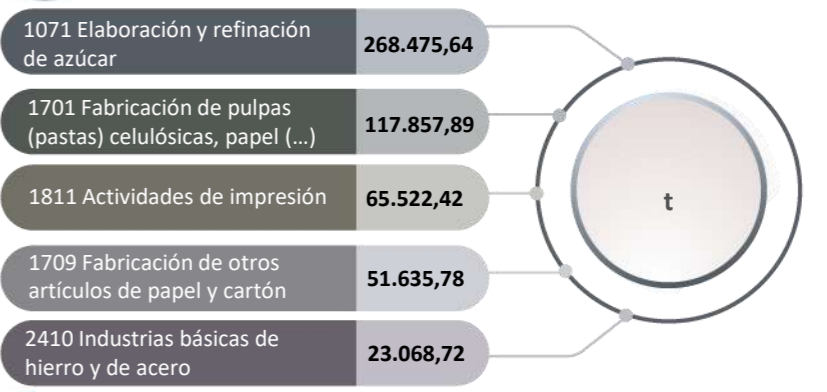 1071 Elaboración y refinación
de azúcar
268.475,64
1701 Fabricación de pulpas
(pastas) celulósicas, papel (...)
117.857,89
1811 Actividades de impresión
65.522,42
1709 Fabricación de otros
artículos de papel y cartón
51.635,78
2410 Industrias básicas de
hierro y de acero
23.068,72
t